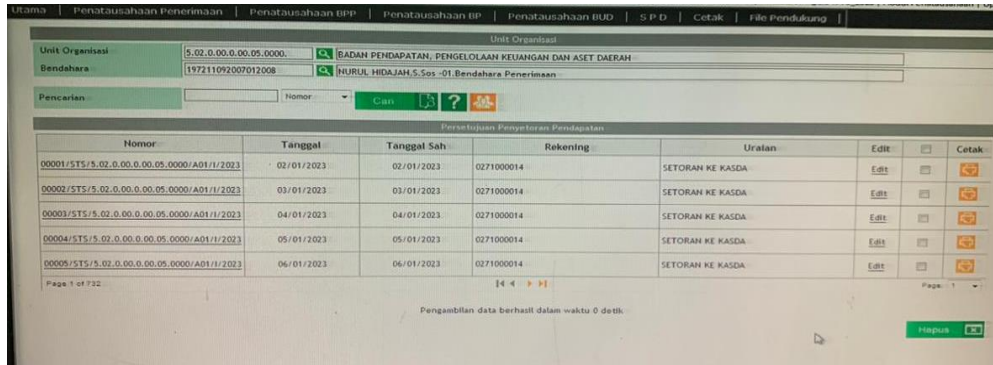 Utama | Penatausahaan Penerimaan | Penatausahaan BPP | Penatausahaan BP | Penatausahaan BUD | S P D | Cetak | File Pendukung |
Unit Organisasi
Unit Organisasi 5.02.0.00.0.00.05.0000. BADAN PENDAPATAN, PENGELOLAAN KEUANGAN DAN ASET DAERAH
Bendahara 197211092007012008 NURUL HIDAJAH,S.Sos -01.Bendahara Penerimaan
Pencarian Nomor Cari ?
Persetujuan Penyetoran Pendapatan
Nomor Tanggal Tanggal Sah Rekening Uraian Edit Cetak
00001/STS/5.02.0.00.0.00.05.0000/A01/I/2023 02/01/2023 02/01/2023 0271000014 SETORAN KE KASDA Edit
00002/STS/5.02.0.00.0.00.05.0000/A01/I/2023 03/01/2023 03/01/2023 0271000014 SETORAN KE KASDA Edit
00003/STS/5.02.0.00.0.00.05.0000/A01/I/2023 04/01/2023 04/01/2023 0271000014 SETORAN KE KASDA Edit
00004/STS/5.02.0.00.0.00.05.0000/A01/I/2023 05/01/2023 05/01/2023 0271000014 SETORAN KE KASDA Edit
00005/STS/5.02.0.00.0.00.05.0000/A01/I/2023 06/01/2023 06/01/2023 0271000014 SETORAN KE KASDA Edit
Page 1 of 732 Page: 1
Pengambilan data berhasil dalam waktu 0 detik
Hapus